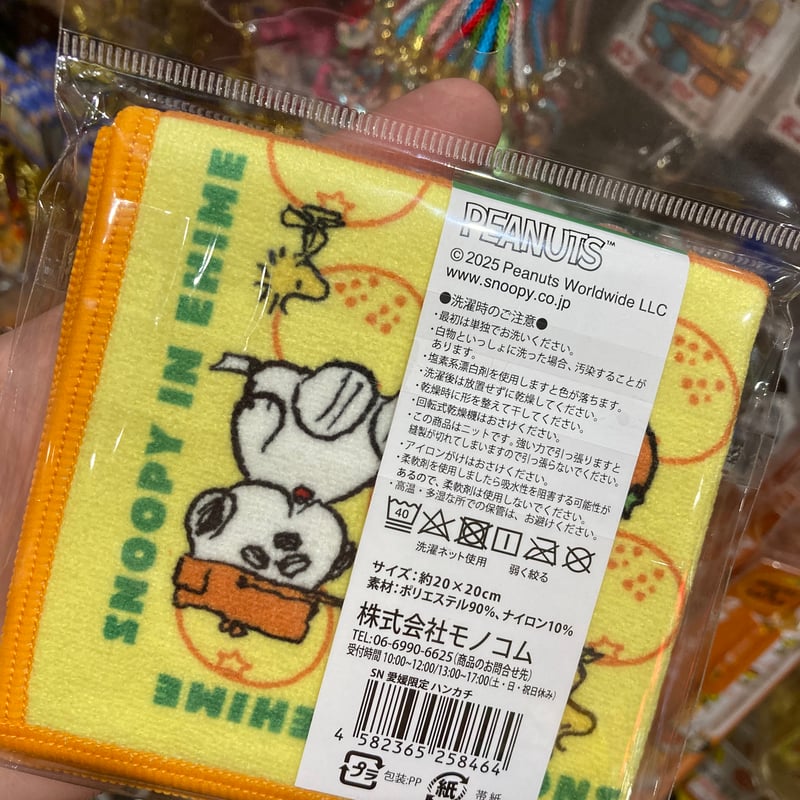 SNOOPY IN EHIME
EHIME
PEANUTS™
© 2025 Peanuts Worldwide LLC
www.snoopy.co.jp
●洗濯時のご注意●
・最初は単独でお洗いください。
・白物といっしょに洗った場合、汚染することが
あります。
・塩素系漂白剤を使用しますと色が落ちます。
・洗濯後は放置せずに乾燥してください。
・乾燥時に形を整えて干してください。
・回転式乾燥機はおさけください。
・この商品はニットです。強い力で引っ張りますと
縫製が切れてしまいますので引っ張らないでください。
・アイロンがけはおさけください。
・柔軟剤を使用しましたら吸水性を阻害する可能性が
あるので、柔軟剤は使用しないでください。
・高温・多湿な所での保管は、お避けください。
40
洗濯ネット使用
弱く絞る
サイズ：約20×20cm
素材：ポリエステル90%、ナイロン10%
株式会社モノコム
TEL:06-6990-6625(商品のお問合せ先)
受付時間 10:00~12:00/13:00~17:00(土・日・祝日休み)
SN 愛媛限定 ハンカチ
4 582365 258464
プラ
包装:PP
紙
帯:紙